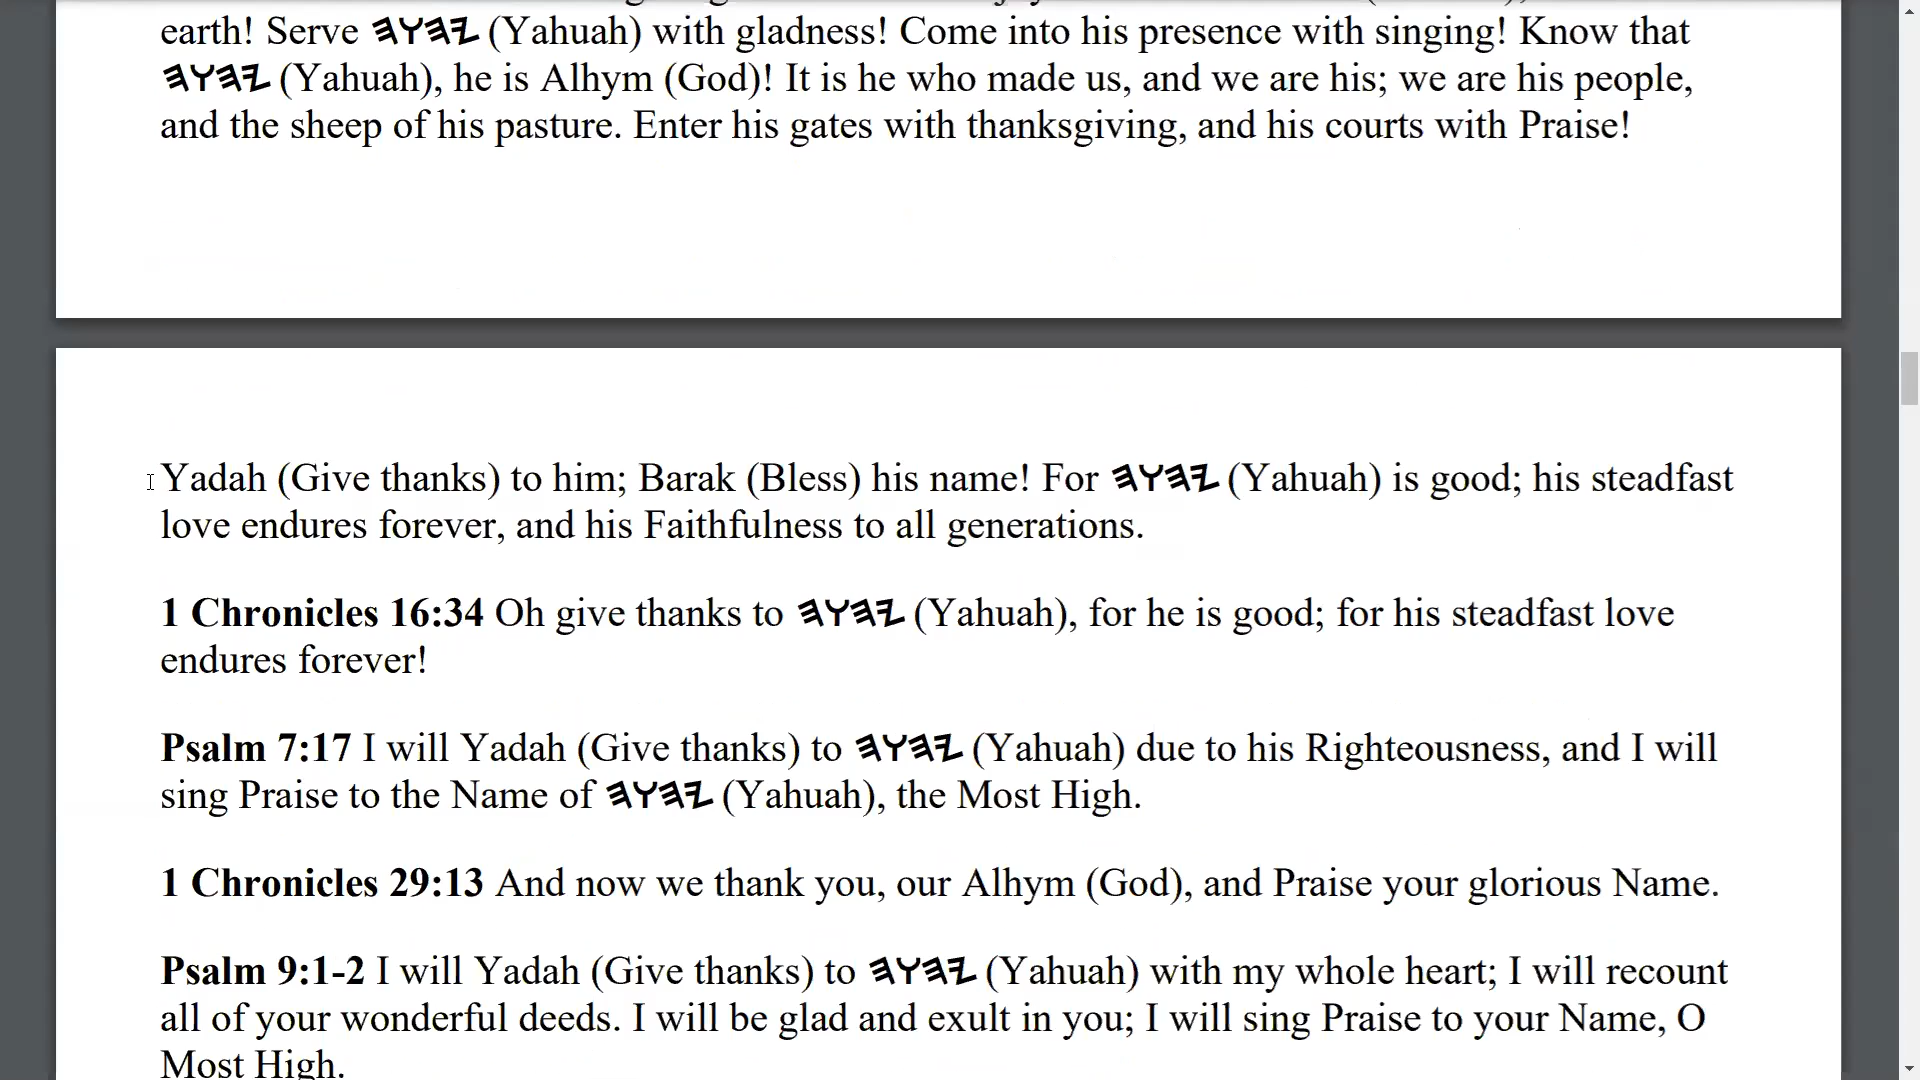 earth! Serve 𐤉𐤄𐤅𐤄 (Yahuah) with gladness! Come into his presence with singing! Know that
𐤉𐤄𐤅𐤄 (Yahuah), he is Alhym (God)! It is he who made us, and we are his; we are his people,
and the sheep of his pasture. Enter his gates with thanksgiving, and his courts with Praise!
Yadah (Give thanks) to him; Barak (Bless) his name! For 𐤉𐤄𐤅𐤄 (Yahuah) is good; his steadfast
love endures forever, and his Faithfulness to all generations.
1 Chronicles 16:34 Oh give thanks to 𐤉𐤄𐤅𐤄 (Yahuah), for he is good; for his steadfast love
endures forever!
Psalm 7:17 I will Yadah (Give thanks) to 𐤉𐤄𐤅𐤄 (Yahuah) due to his Righteousness, and I will
sing Praise to the Name of 𐤉𐤄𐤅𐤄 (Yahuah), the Most High.
1 Chronicles 29:13 And now we thank you, our Alhym (God), and Praise your glorious Name.
Psalm 9:1-2 I will Yadah (Give thanks) to 𐤉𐤄𐤅𐤄 (Yahuah) with my whole heart; I will recount
all of your wonderful deeds. I will be glad and exult in you; I will sing Praise to your Name, O
Most High.